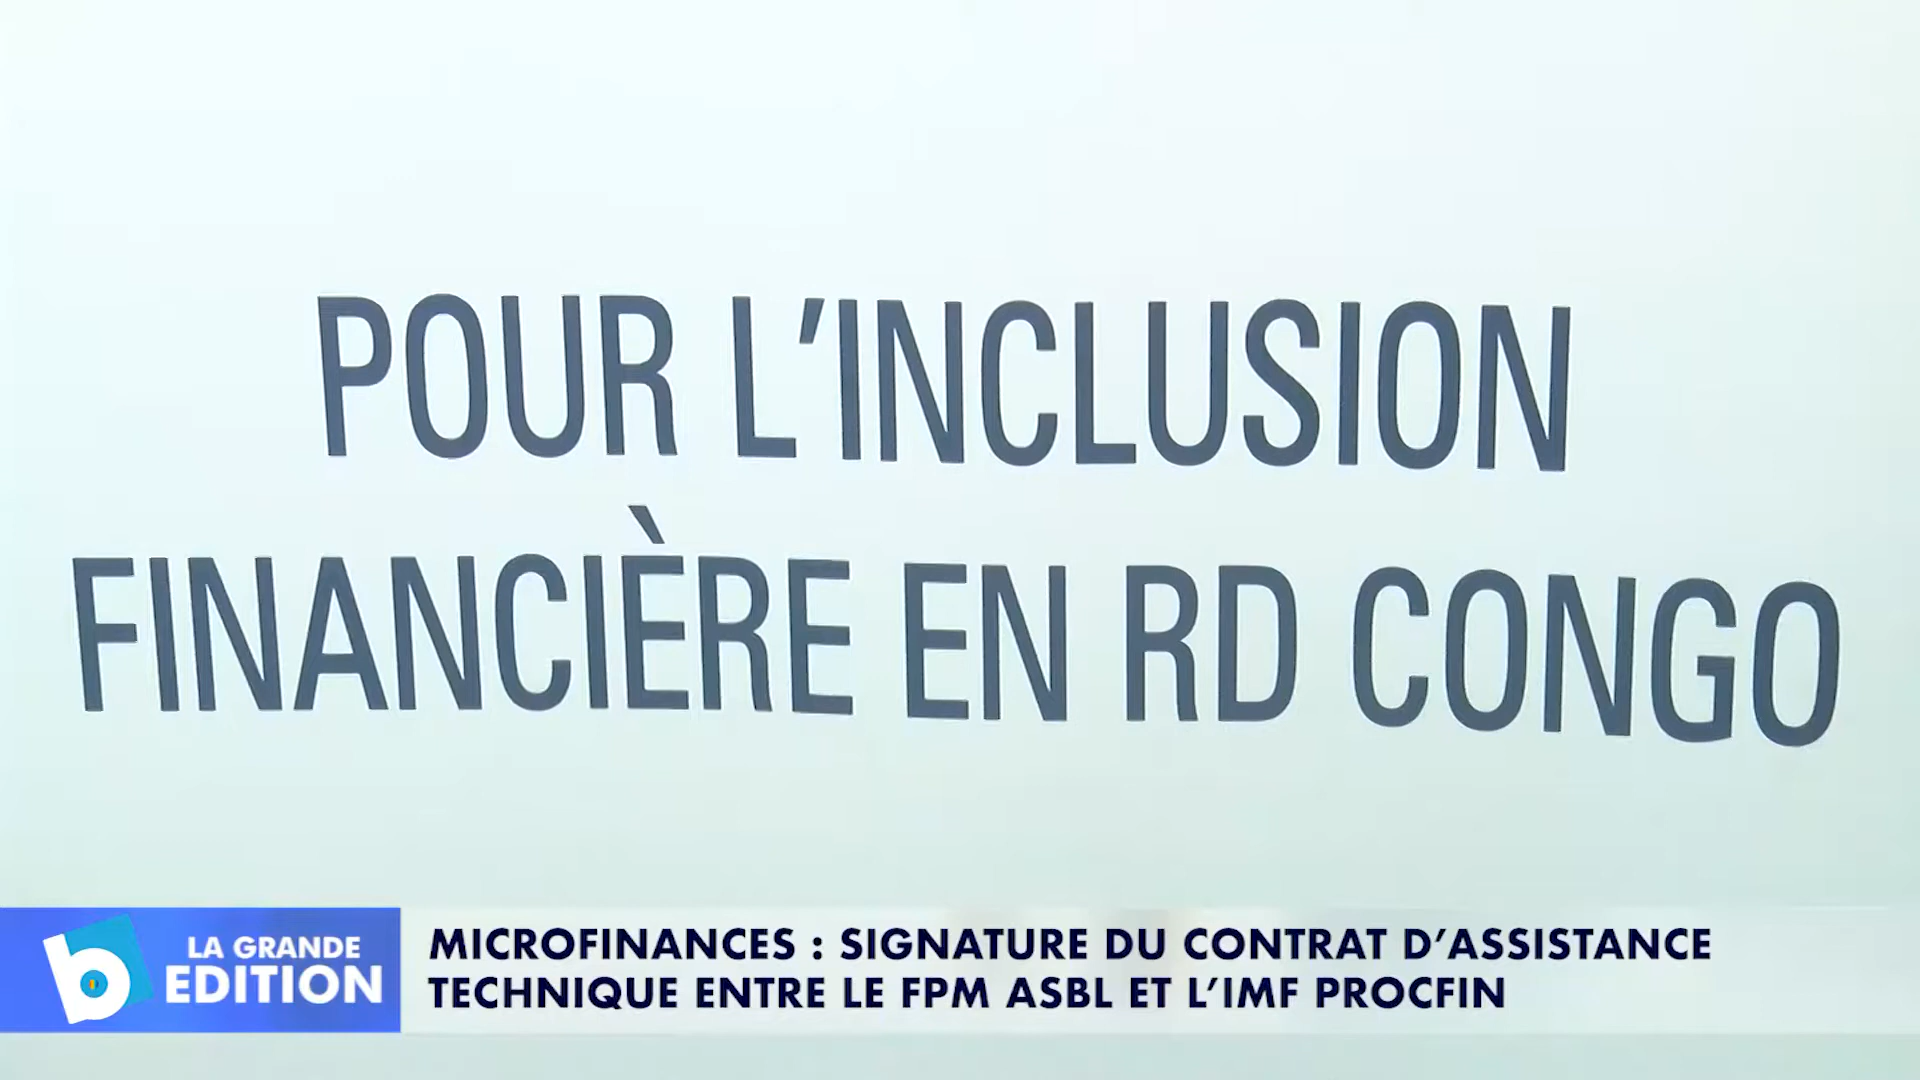 POUR L'INCLUSION
FINANCIÈRE EN RD CONGO
b
LA GRANDE
EDITION
MICROFINANCES : SIGNATURE DU CONTRAT D'ASSISTANCE
TECHNIQUE ENTRE LE FPM ASBL ET L'IMF PROCFIN